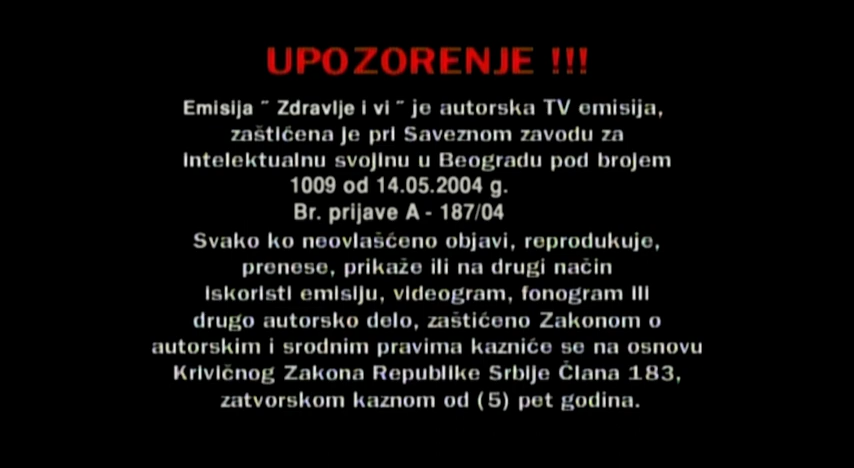 UPOZORENJE !!!
Emisija ˝ Zdravlje i vi ˝ je autorska TV emisija,
zaštićena je pri Saveznom zavodu za
intelektualnu svojinu u Beogradu pod brojem
1009 od 14.05.2004 g.
Br. prijave A - 187/04
Svako ko neovlašćeno objavi, reprodukuje,
prenese, prikaže ili na drugi način
iskoristi emisiju, videogram, fonogram ili
drugo autorsko delo, zaštićeno Zakonom o
autorskim i srodnim pravima kazniće se na osnovu
Krivičnog Zakona Republike Srbije Člana 183,
zatvorskom kaznom od (5) pet godina.